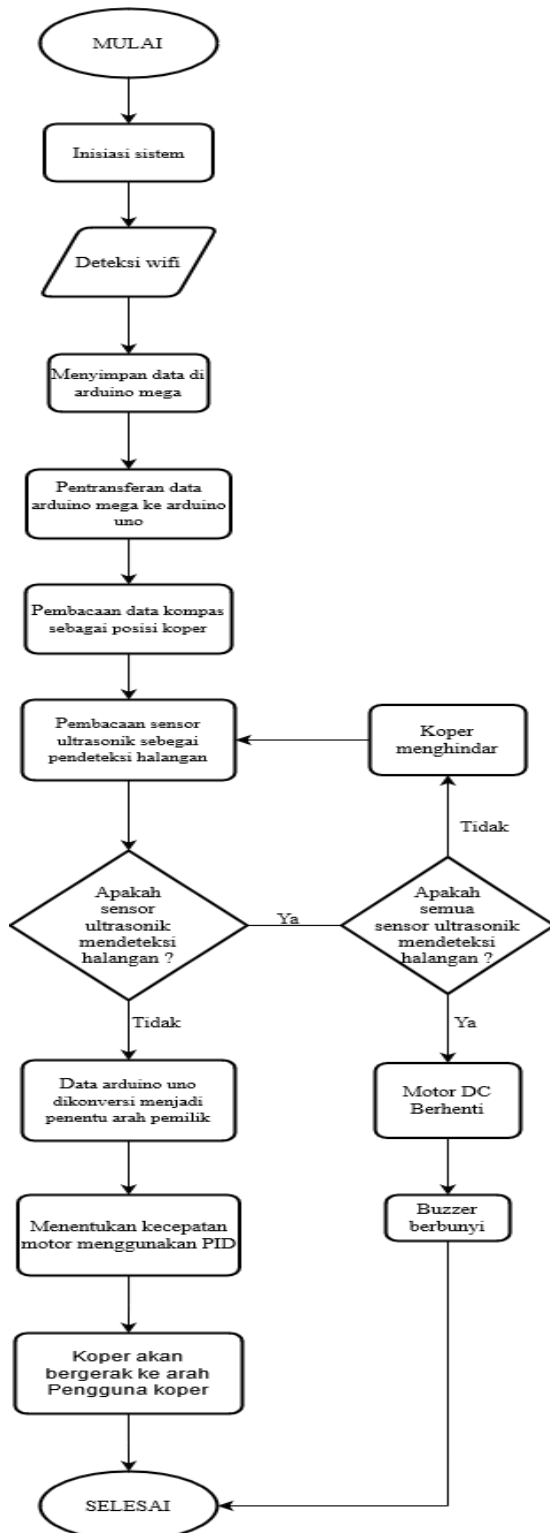 MULAI
Inisiasi sistem
Deteksi wifi
Menyimpan data di
arduino mega
Pentransferan data
arduino mega ke arduino
uno
Pembacaan data kompas
sebagai posisi koper
Pembacaan sensor
ultrasonik sebegai
pendeteksi halangan
Koper
menghindar
Tidak
Apakah
sensor
ultrasonik
mendeteksi
halangan ?
Ya
Apakah
semua
sensor ultrasonik
mendeteksi
halangan ?
Tidak
Ya
Data arduino uno
dikonversi menjadi
penentu arah pemilik
Motor DC
Berhenti
Menentukan kecepatan
motor menggunakan PID
Buzzer
berbunyi
Koper akan
bergerak ke arah
Pengguna koper
SELESAI